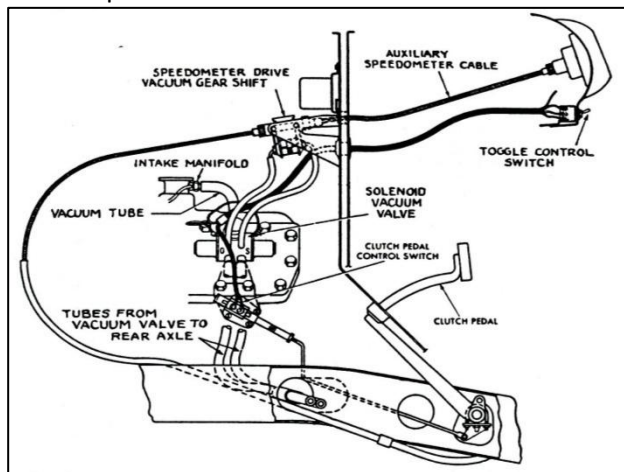 SPEEDOMETER DRIVE
VACUUM GEAR SHIFT
AUXILIARY
SPEEDOMETER CABLE
TOGGLE CONTROL
SWITCH
INTAKE MANIFOLD
VACUUM TUBE
SOLENOID
VACUUM
VALVE
G
S
CLUTCH PEDAL
CONTROL SWITCH
CLUTCH PEDAL
TUBES FROM
VACUUM VALVE TO
REAR AXLE